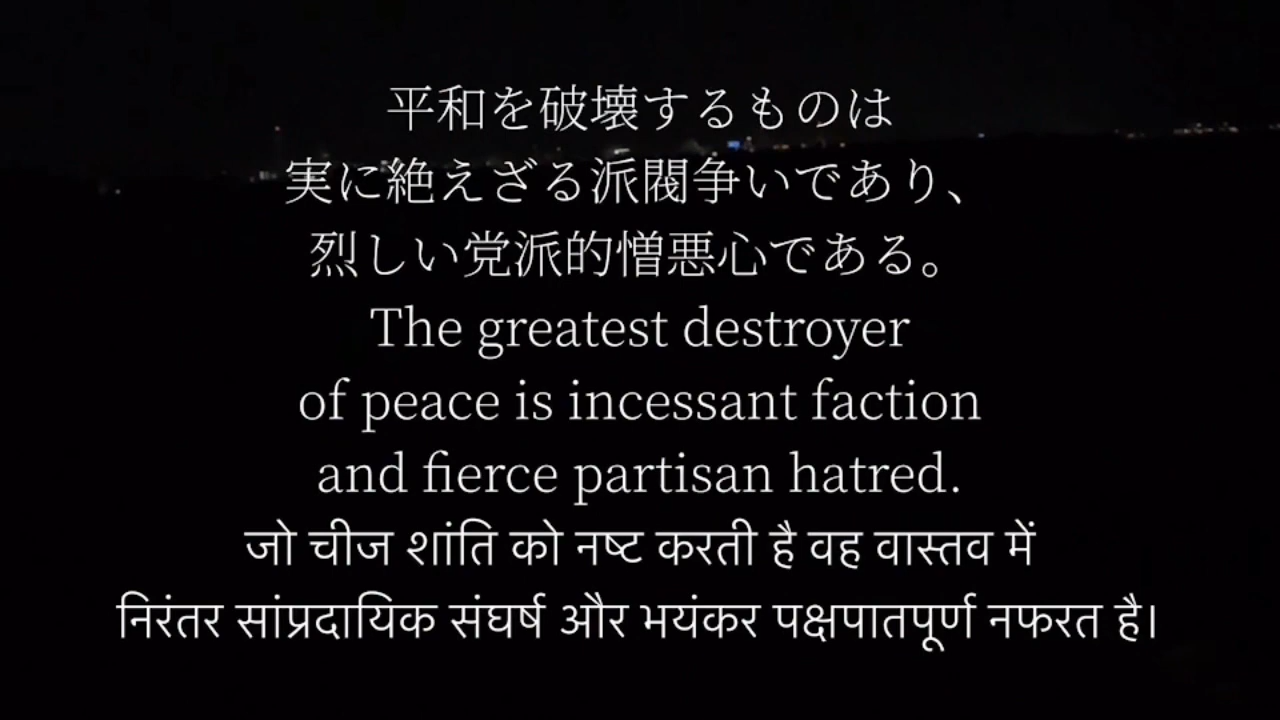 平和を破壊するものは
実に絶えざる派閥争いであり、
烈しい党派的憎悪心である。
The greatest destroyer
of peace is incessant faction
and fierce partisan hatred.
जो चीज शांति को नष्ट करती है वह वास्तव में
निरंतर सांप्रदायिक संघर्ष और भयंकर पक्षपातपूर्ण नफरत है।